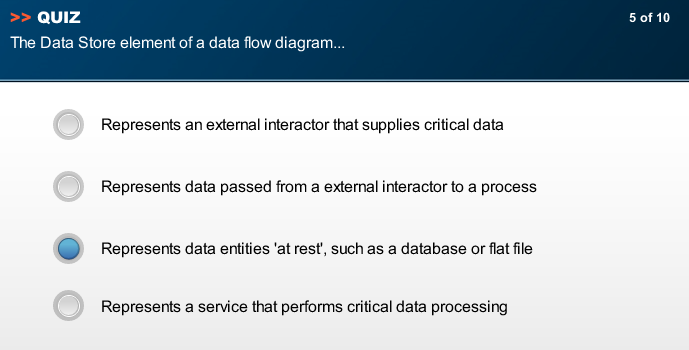 >> QUIZ
5 of 10
The Data Store element of a data flow diagram...
Represents an external interactor that supplies critical data
Represents data passed from a external interactor to a process
Represents data entities 'at rest', such as a database or flat file
Represents a service that performs critical data processing